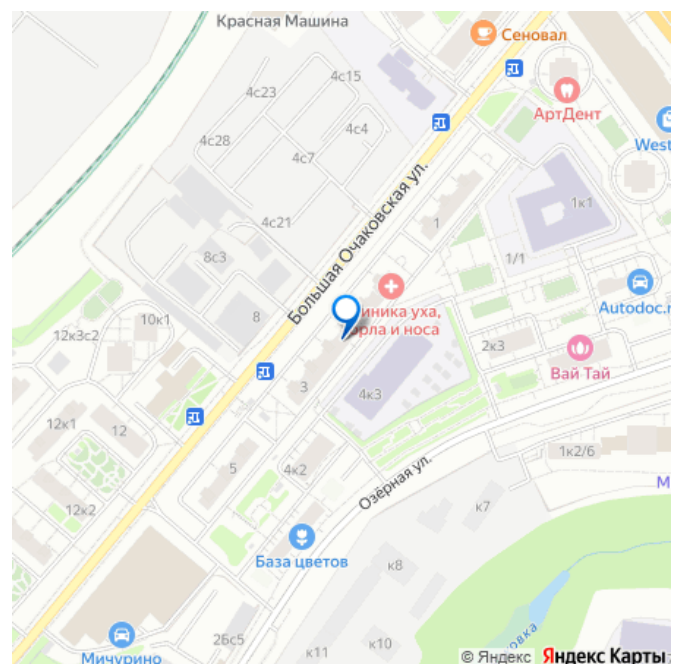 Красная Машина
Сеновал
4с15
4с23
АртДент
4с4
4с28
West
4с7
Большая Очаковская ул.
1к1
4с21
1
8с3
1/1
иника уха,
орла и носа
Autodoc.r
10к1
8
12к3с2
2к3
Вай Тай
3
4к3
12к1
12
5
4к2
1к2/6
Озёрная ул.
М
12к2
к7
База цветов
к8
26с5
к10
к11
овка
Мичурино
© Яндекс Яндекс Карты